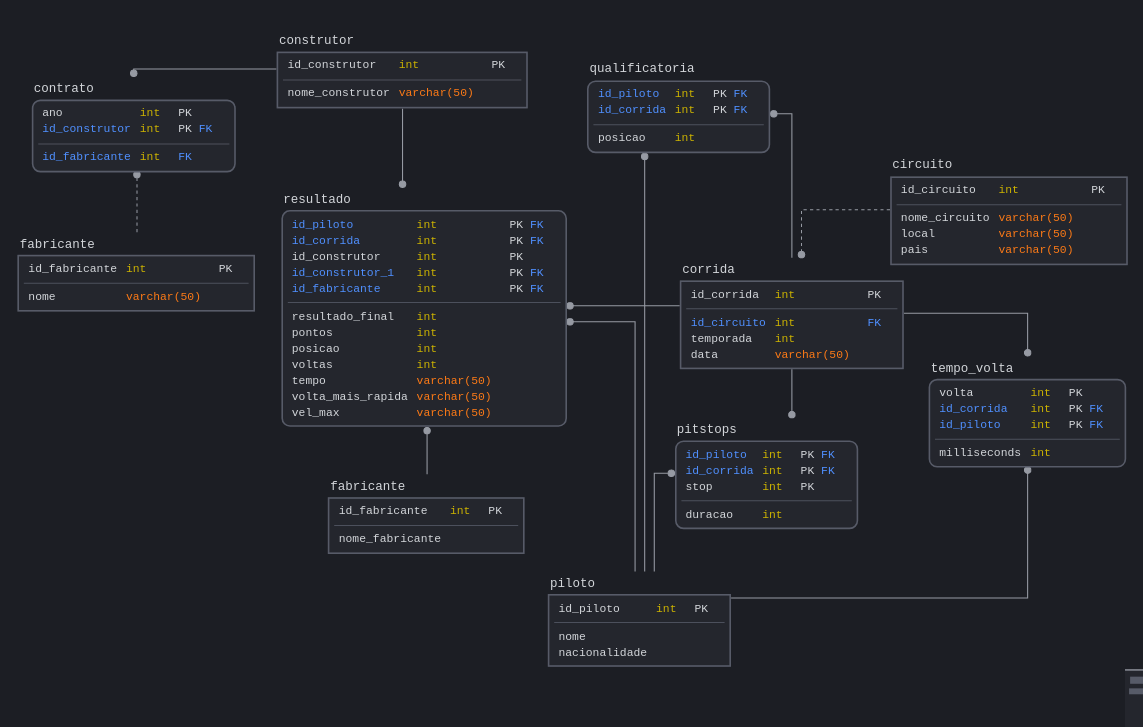 construtor
id_construtor int PK
nome_construtor varchar(50)
contrato
ano int PK
id_construtor int PK FK
id_fabricante int FK
fabricante
id_fabricante int PK
nome varchar(50)
resultado
id_piloto int PK FK
id_corrida int PK FK
id_construtor int PK
id_construtor_1 int PK FK
id_fabricante int PK FK
resultado_final int
pontos int
posicao int
voltas int
tempo varchar(50)
volta_mais_rapida varchar(50)
vel_max varchar(50)
fabricante
id_fabricante int PK
nome_fabricante
qualificatoria
id_piloto int PK FK
id_corrida int PK FK
posicao int
circuito
id_circuito int PK
nome_circuito varchar(50)
local varchar(50)
pais varchar(50)
corrida
id_corrida int PK
id_circuito int FK
temporada int
data varchar(50)
tempo_volta
volta int PK
id_corrida int PK FK
id_piloto int PK FK
milliseconds int
pitstops
id_piloto int PK FK
id_corrida int PK FK
stop int PK
duracao int
piloto
id_piloto int PK
nome
nacionalidade